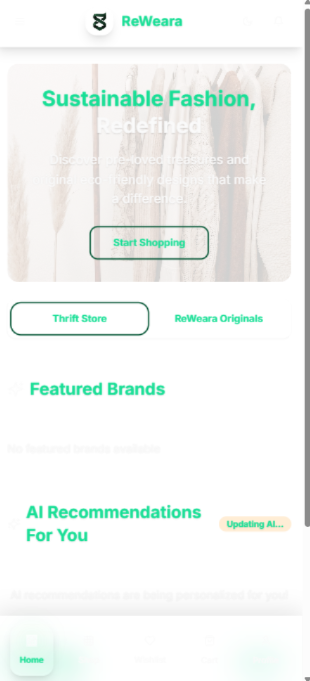 ReWeara
Sustainable Fashion,
Redefined
Discover pre-loved treasures and
eco-friendly designs that make
a difference.
Start Shopping
Thrift Store
ReWeara Originals
Featured Brands
No featured brands available
AI Recommendations
For You
Updating AI...
AI recommendations are being personalized for you!
Home